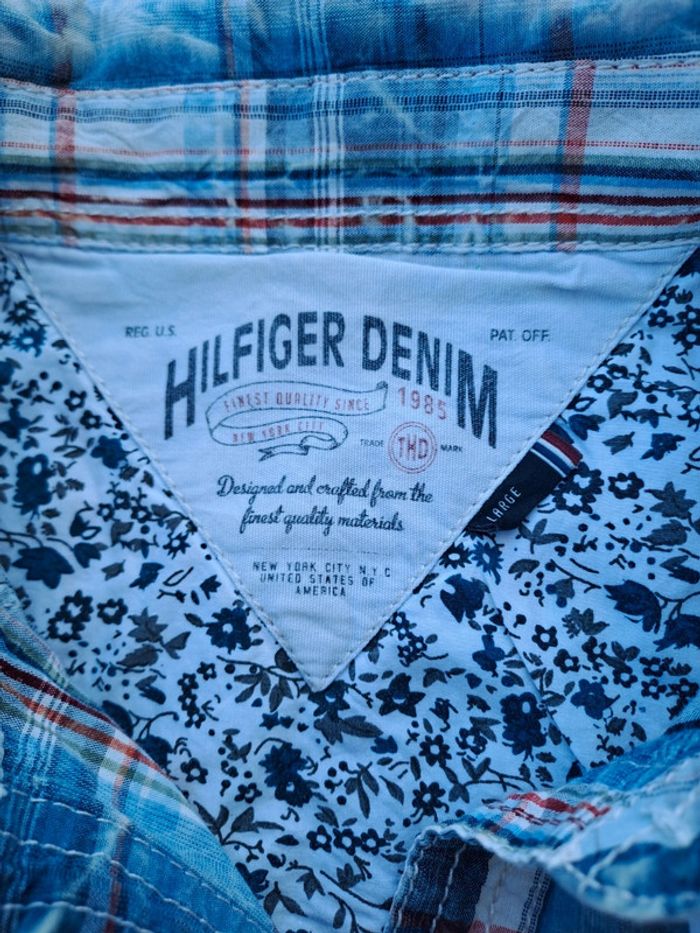 REG. U.S.
PAT. OFF.
HILFIGER DENIM
FINEST QUALITY SINCE 1985
NEW YORK CITY
TRADE THD MARK
Designed and crafted from the
finest quality materials
NEW YORK CITY N.Y.C
UNITED STATES OF
AMERICA
LARGE